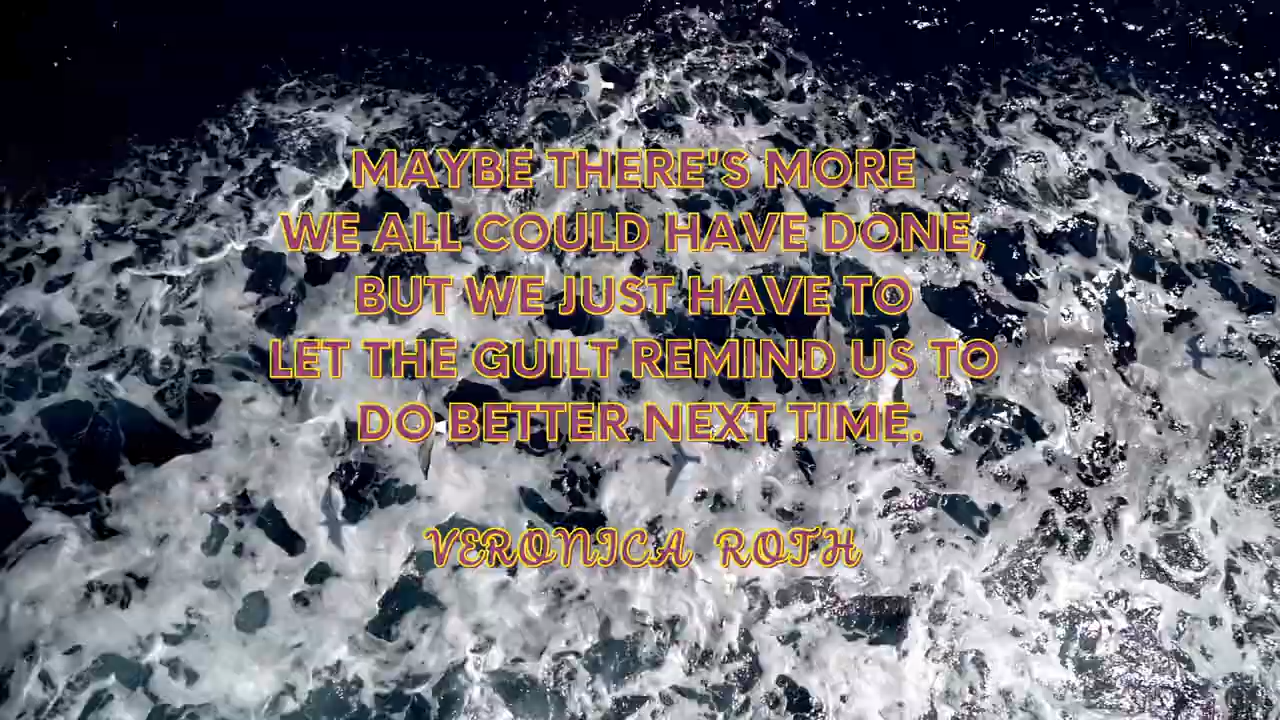 MAYBE THERE'S MORE
WE ALL COULD HAVE DONE,
BUT WE JUST HAVE TO
LET THE GUILT REMIND US TO
DO BETTER NEXT TIME.
VERONICA ROTH